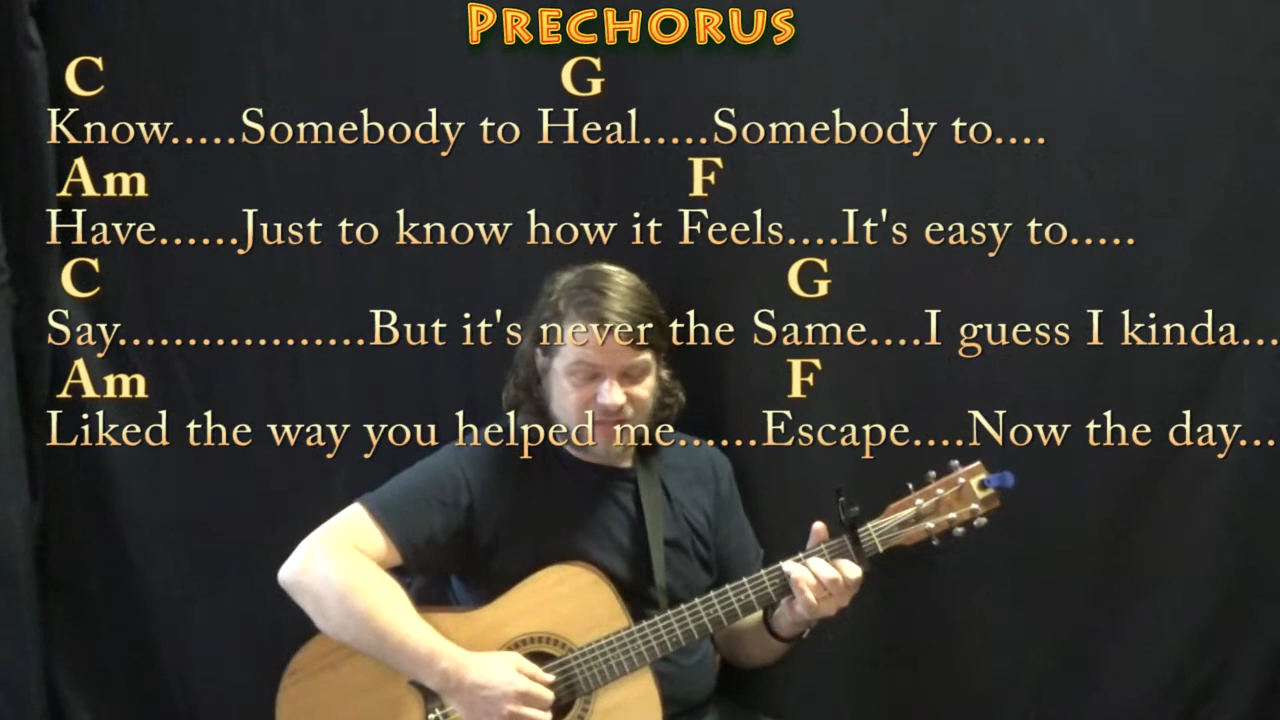 PRECHORUS
C G
Know.....Somebody to Heal.....Somebody to....
Am F
Have......Just to know how it Feels....It's easy to.....
C G
Say..................But it's never the Same....I guess I kinda...
Am F
Liked the way you helped me......Escape....Now the day...